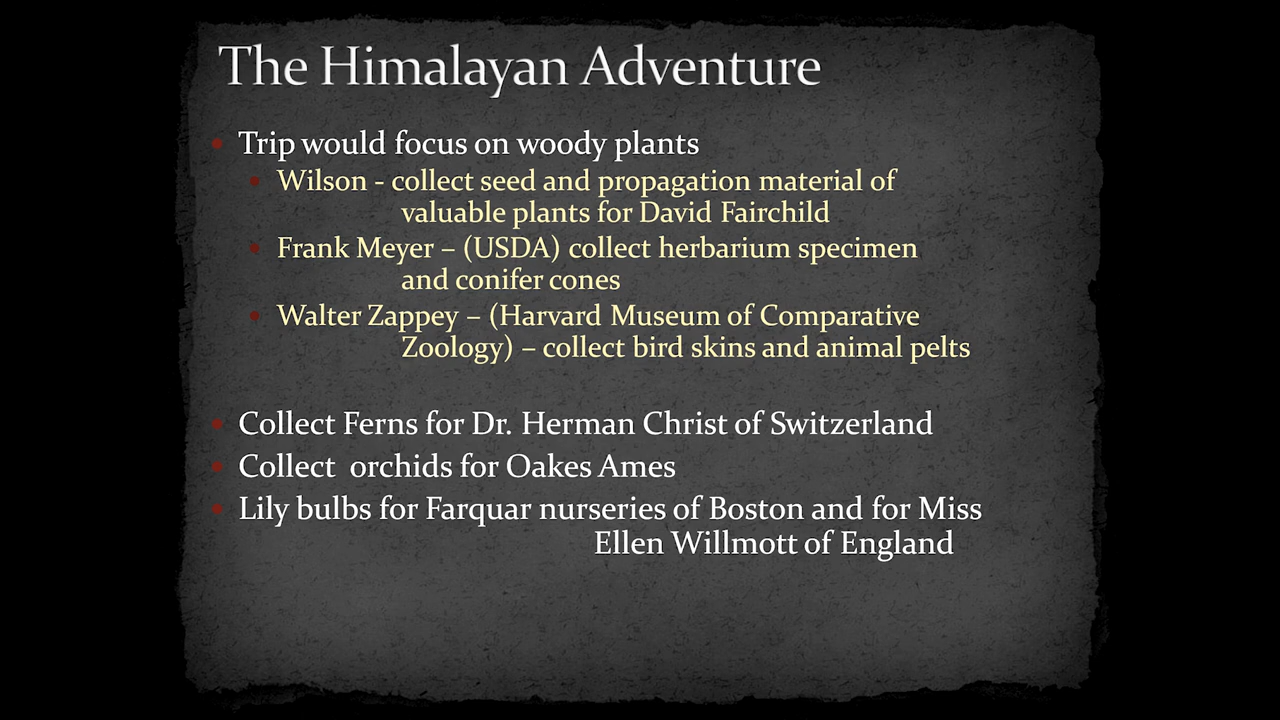 The Himalayan Adventure
• Trip would focus on woody plants
• Wilson - collect seed and propagation material of
valuable plants for David Fairchild
• Frank Meyer – (USDA) collect herbarium specimen
and conifer cones
• Walter Zappey – (Harvard Museum of Comparative
Zoology) – collect bird skins and animal pelts
• Collect Ferns for Dr. Herman Christ of Switzerland
• Collect  orchids for Oakes Ames
• Lily bulbs for Farquar nurseries of Boston and for Miss
Ellen Willmott of England